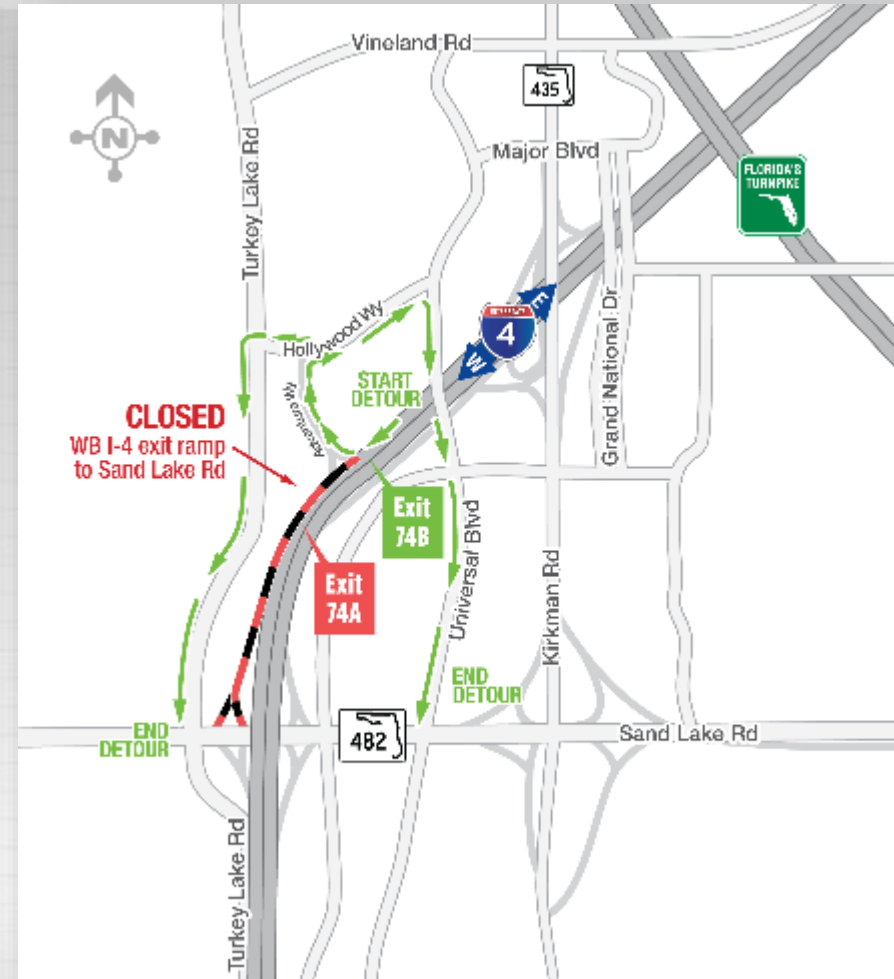 Vineland Rd
435
N
Major Blvd
FLORIDA'S
TURNPIKE
Turkey Lake Rd
E
4
W
Hollywood Wy
Grand National Dr
START
DETOUR
Adventure Wy
CLOSED
WB I-4 exit ramp
to Sand Lake Rd
Exit
74B
Universal Blvd
Kirkman Rd
Exit
74A
END
DETOUR
END
DETOUR
482
Sand Lake Rd
Turkey Lake Rd